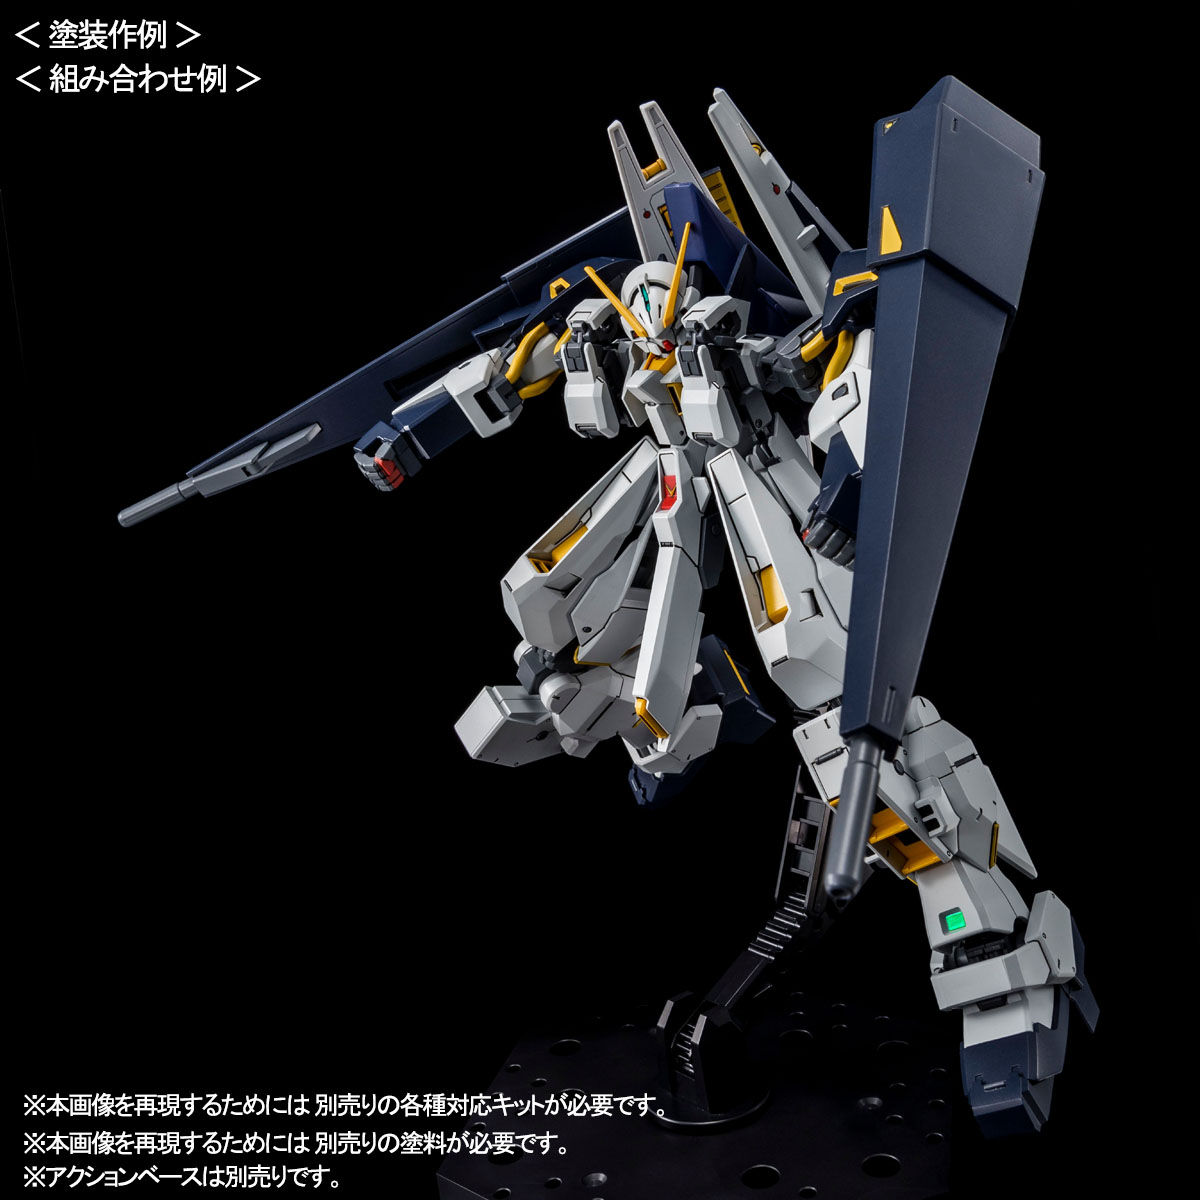 ＜ 塗装作例 ＞
＜ 組み合わせ例 ＞
※本画像を再現するためには 別売りの各種対応キットが必要です。
※本画像を再現するためには 別売りの塗料が必要です。
※アクションベースは別売りです。